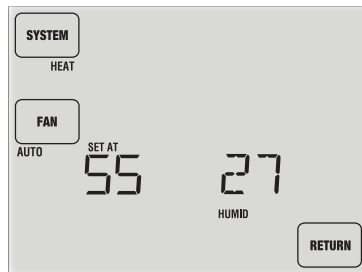 SYSTEM
HEAT
FAN
AUTO
SET AT
55 27
HUMID
RETURN